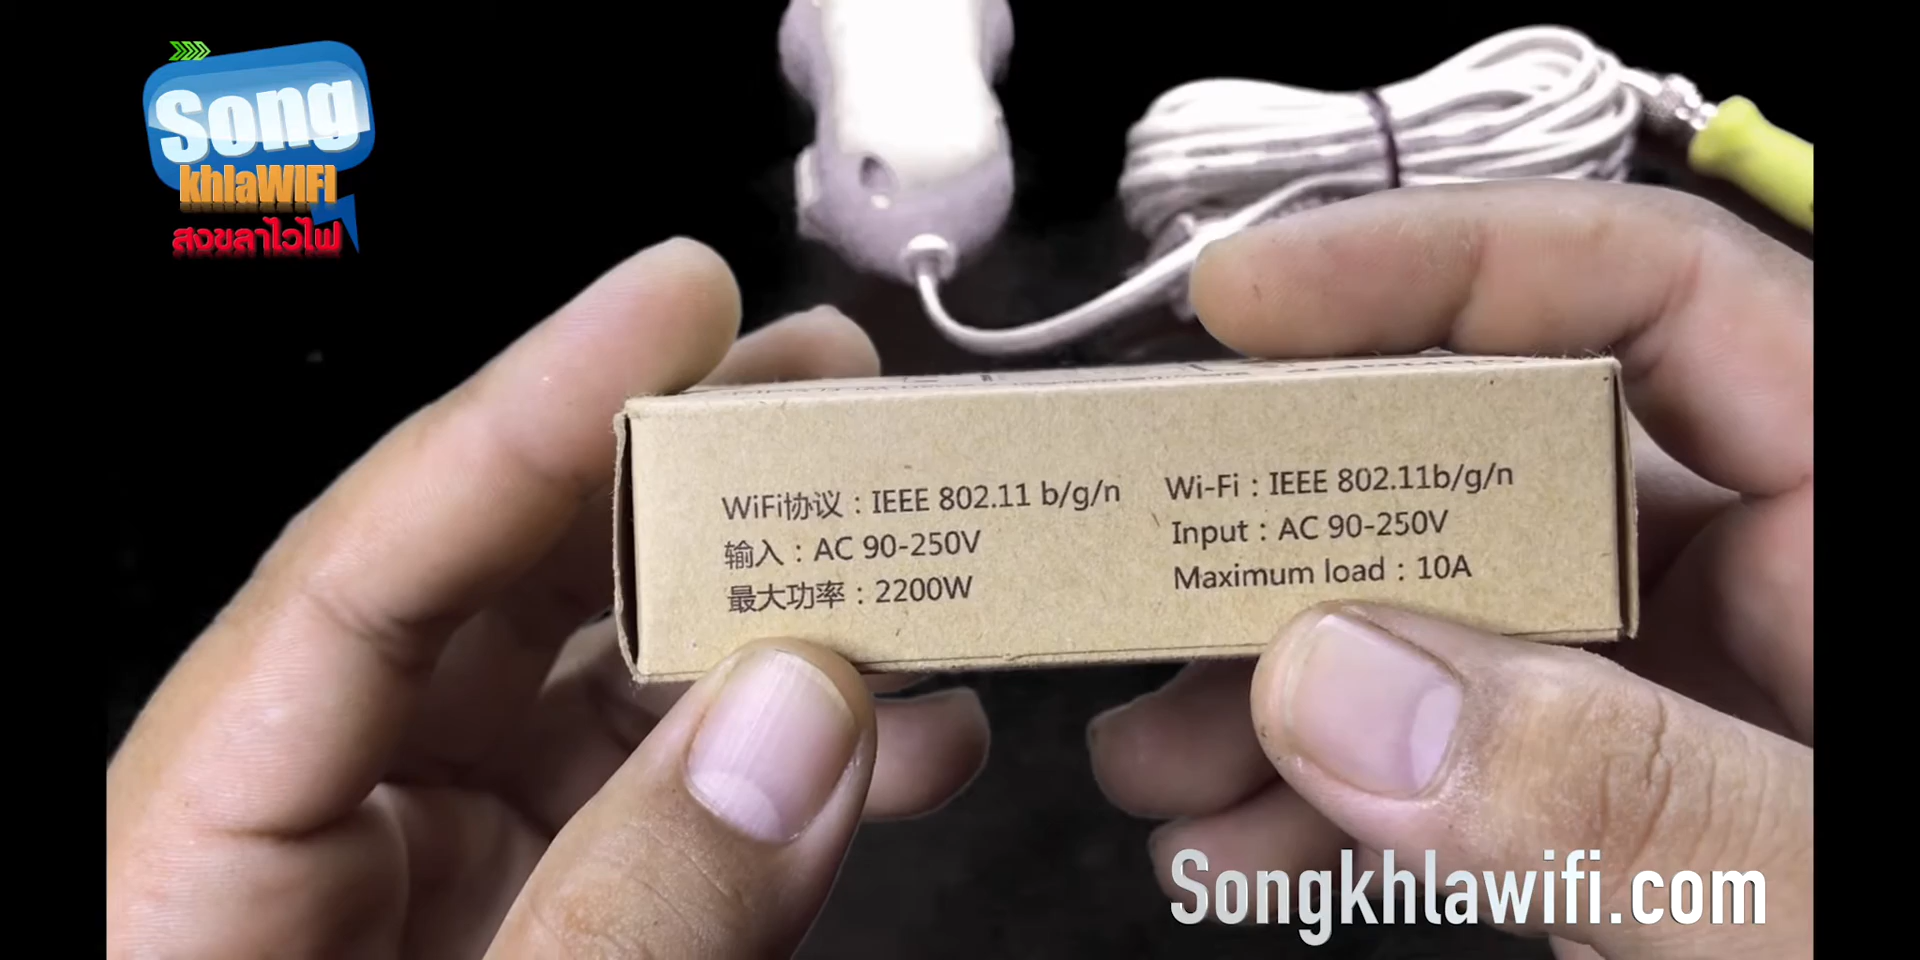 Song
khlaWIFI
สงขลาไวไฟ
WiFi协议：IEEE 802.11 b/g/n
输入：AC 90-250V
最大功率：2200W
Wi-Fi：IEEE 802.11b/g/n
Input：AC 90-250V
Maximum load：10A
Songkhlawifi.com